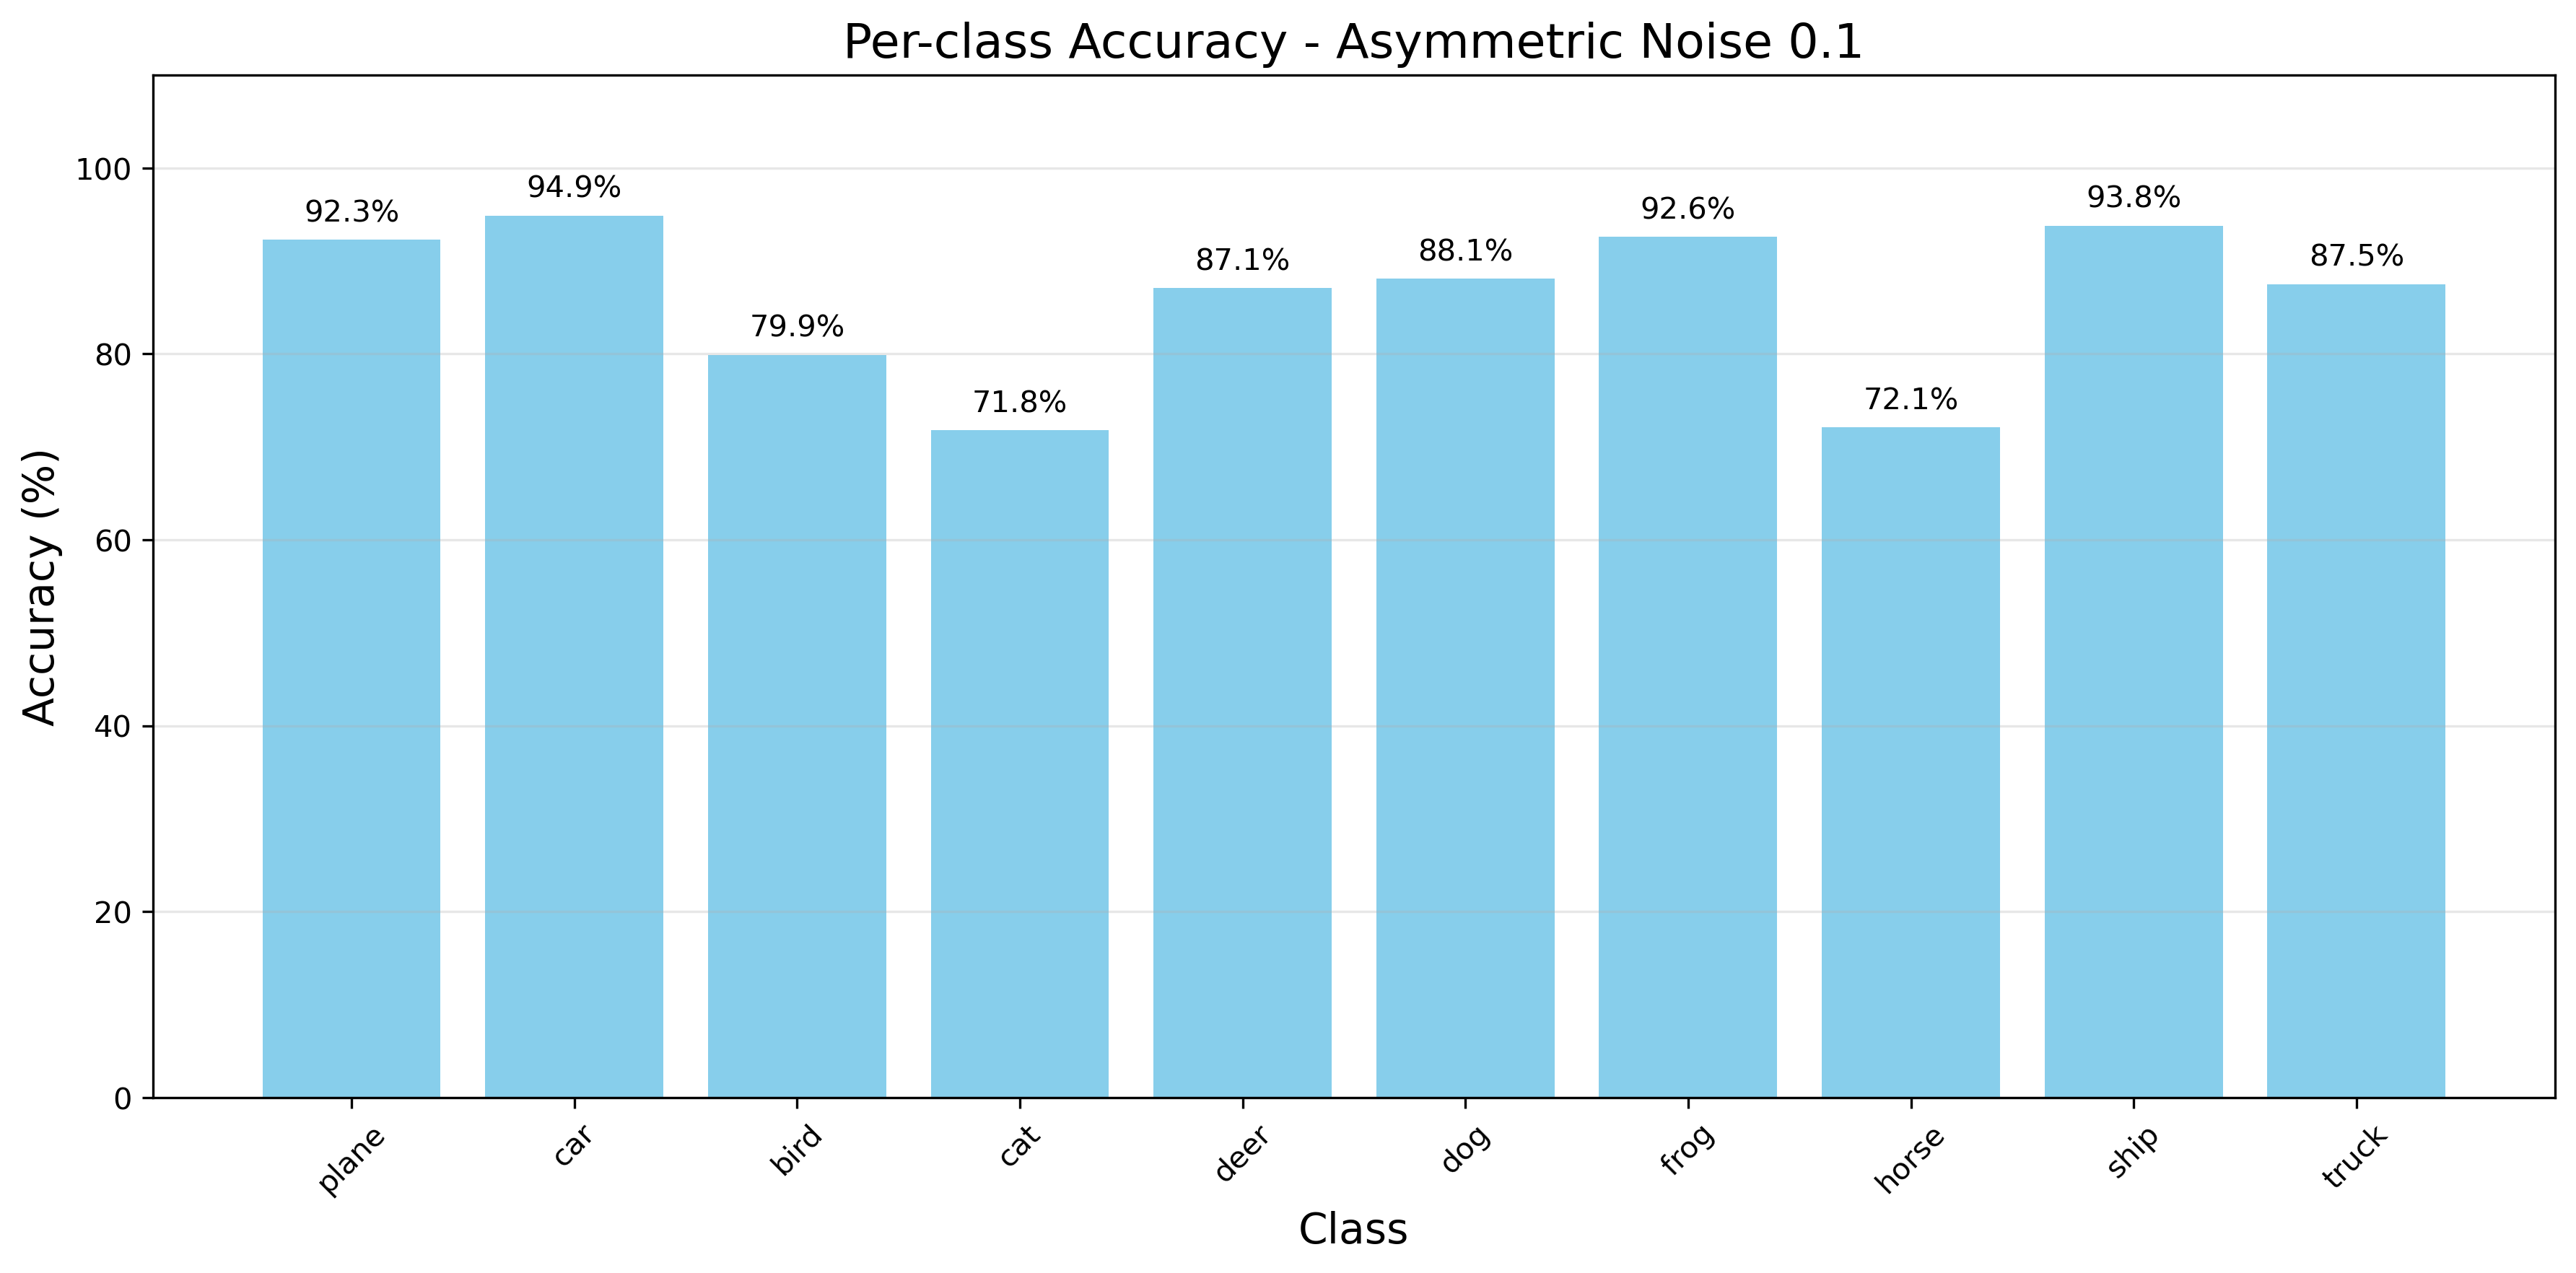 Per-class Accuracy - Asymmetric Noise 0.1
Accuracy (%)
100
80
60
40
20
0
92.3%
94.9%
79.9%
71.8%
87.1%
88.1%
92.6%
72.1%
93.8%
87.5%
plane
car
bird
cat
deer
dog
frog
horse
ship
truck
Class